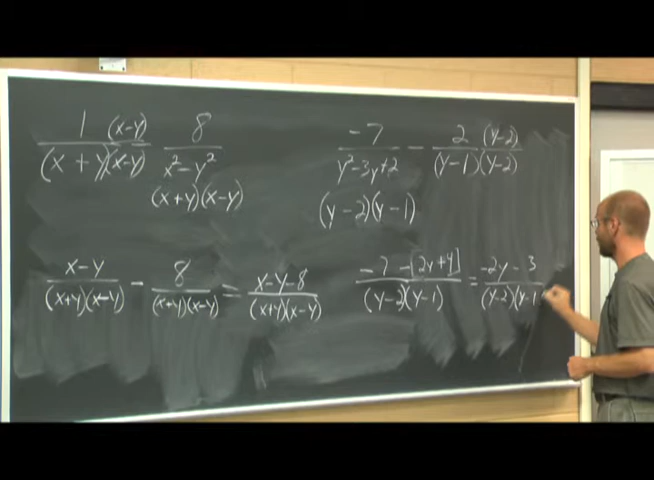 1 (x-y) / (x + y)(x-y) - 8 / x² - y²
(x+y)(x-y)
x-y / (x+y)(x-y) - 8 / (x+y)(x-y) = x-y-8 / (x+y)(x-y)
-7 / y²-3y+2 - 2 (y-2) / (y-1)(y-2)
(y-2)(y-1)
-7 -[2y+4] / (y-2)(y-1) = -2y-3 / (y-2)(y-1